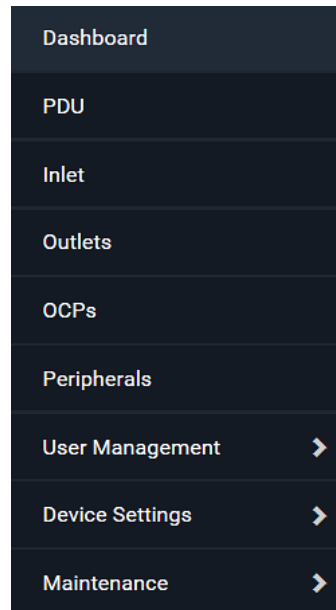 Dashboard
PDU
Inlet
Outlets
OCPs
Peripherals
User Management
Device Settings
Maintenance